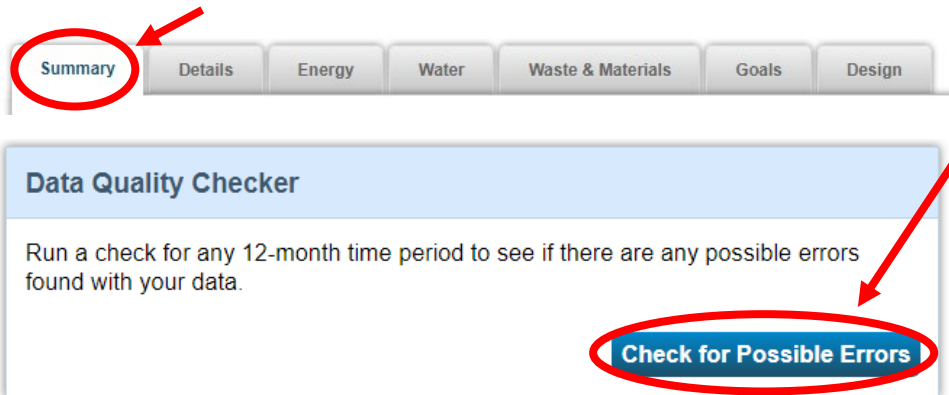 Summary Details Energy Water Waste & Materials Goals Design
Data Quality Checker
Run a check for any 12-month time period to see if there are any possible errors
found with your data.
Check for Possible Errors